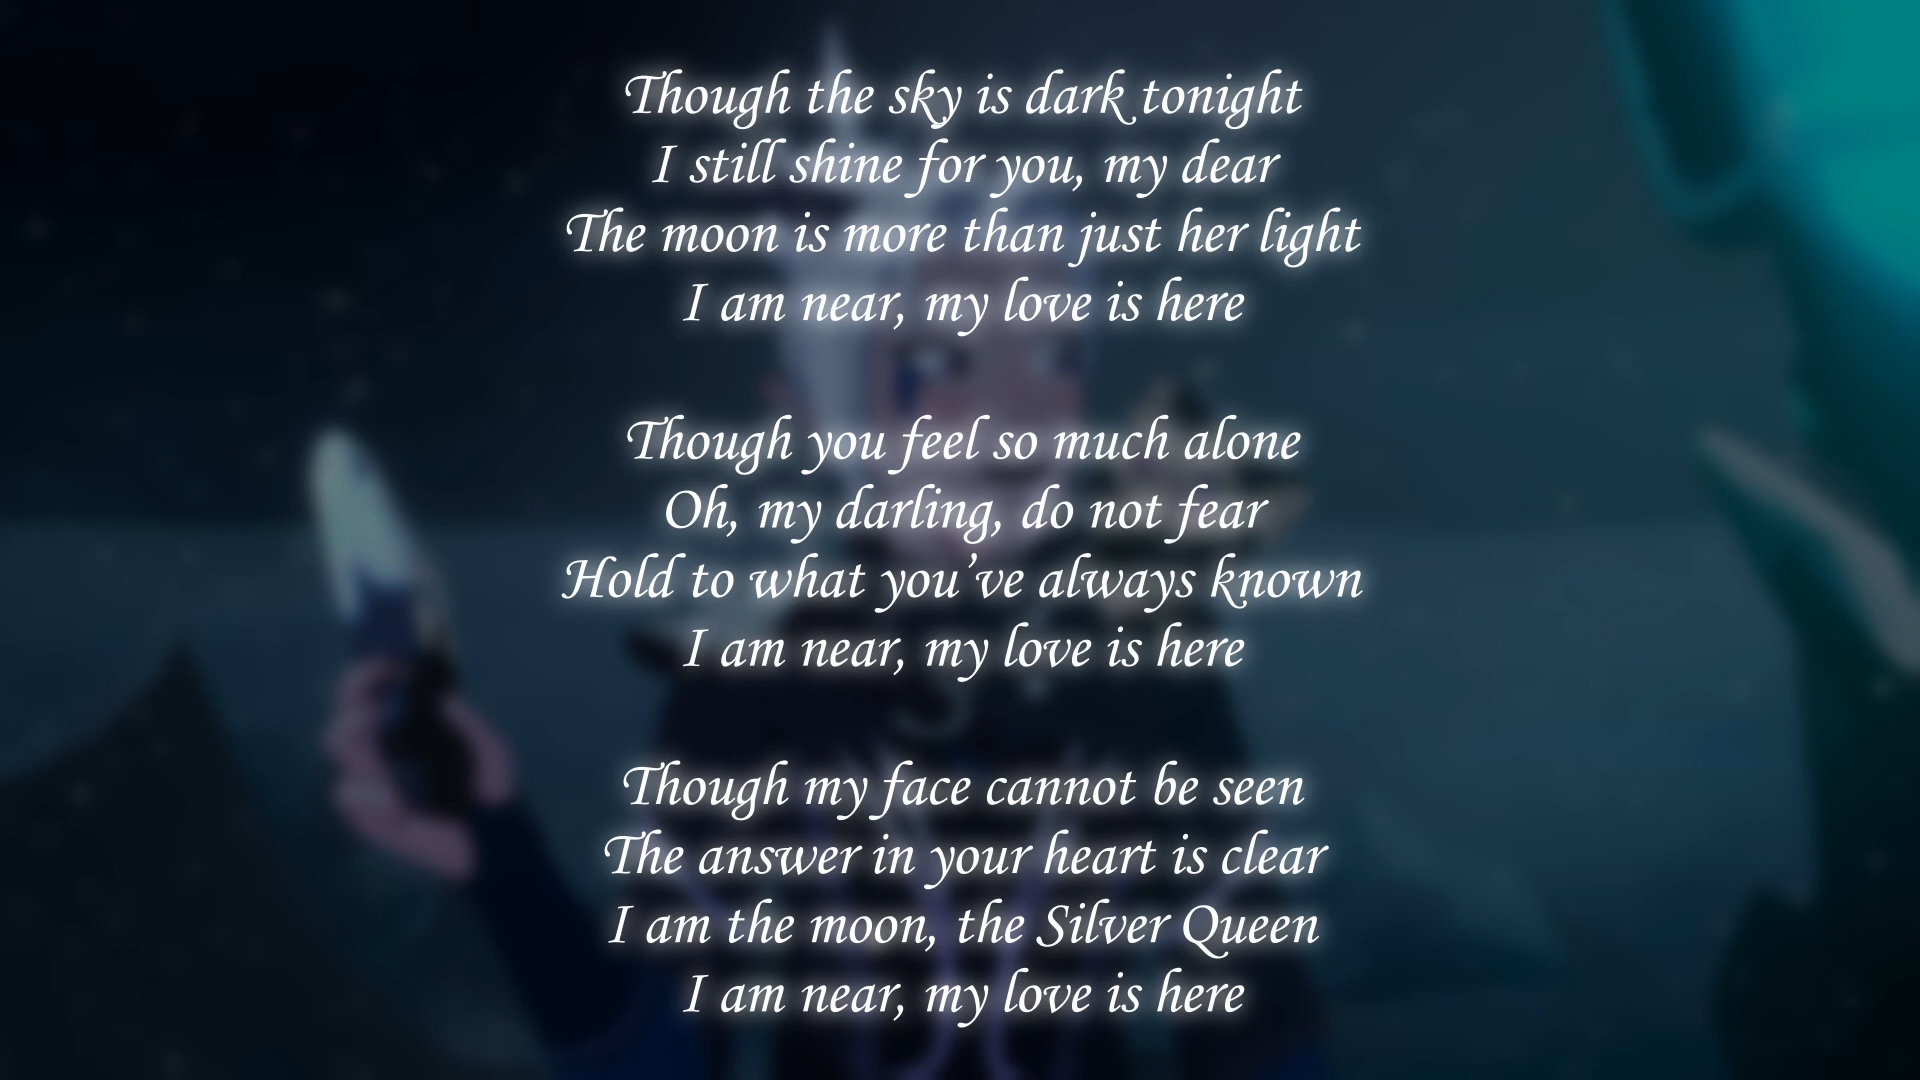 Though the sky is dark tonight
I still shine for you, my dear
The moon is more than just her light
I am near, my love is here
Though you feel so much alone
Oh, my darling, do not fear
Hold to what you’ve always known
I am near, my love is here
Though my face cannot be seen
The answer in your heart is clear
I am the moon, the Silver Queen
I am near, my love is here